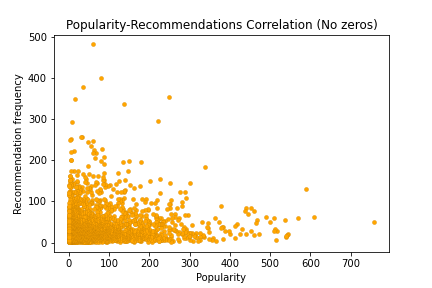 Popularity-Recommendations Correlation (No zeros)
500
400
300
200
100
0
Recommendation frequency
0 100 200 300 400 500 600 700
Popularity